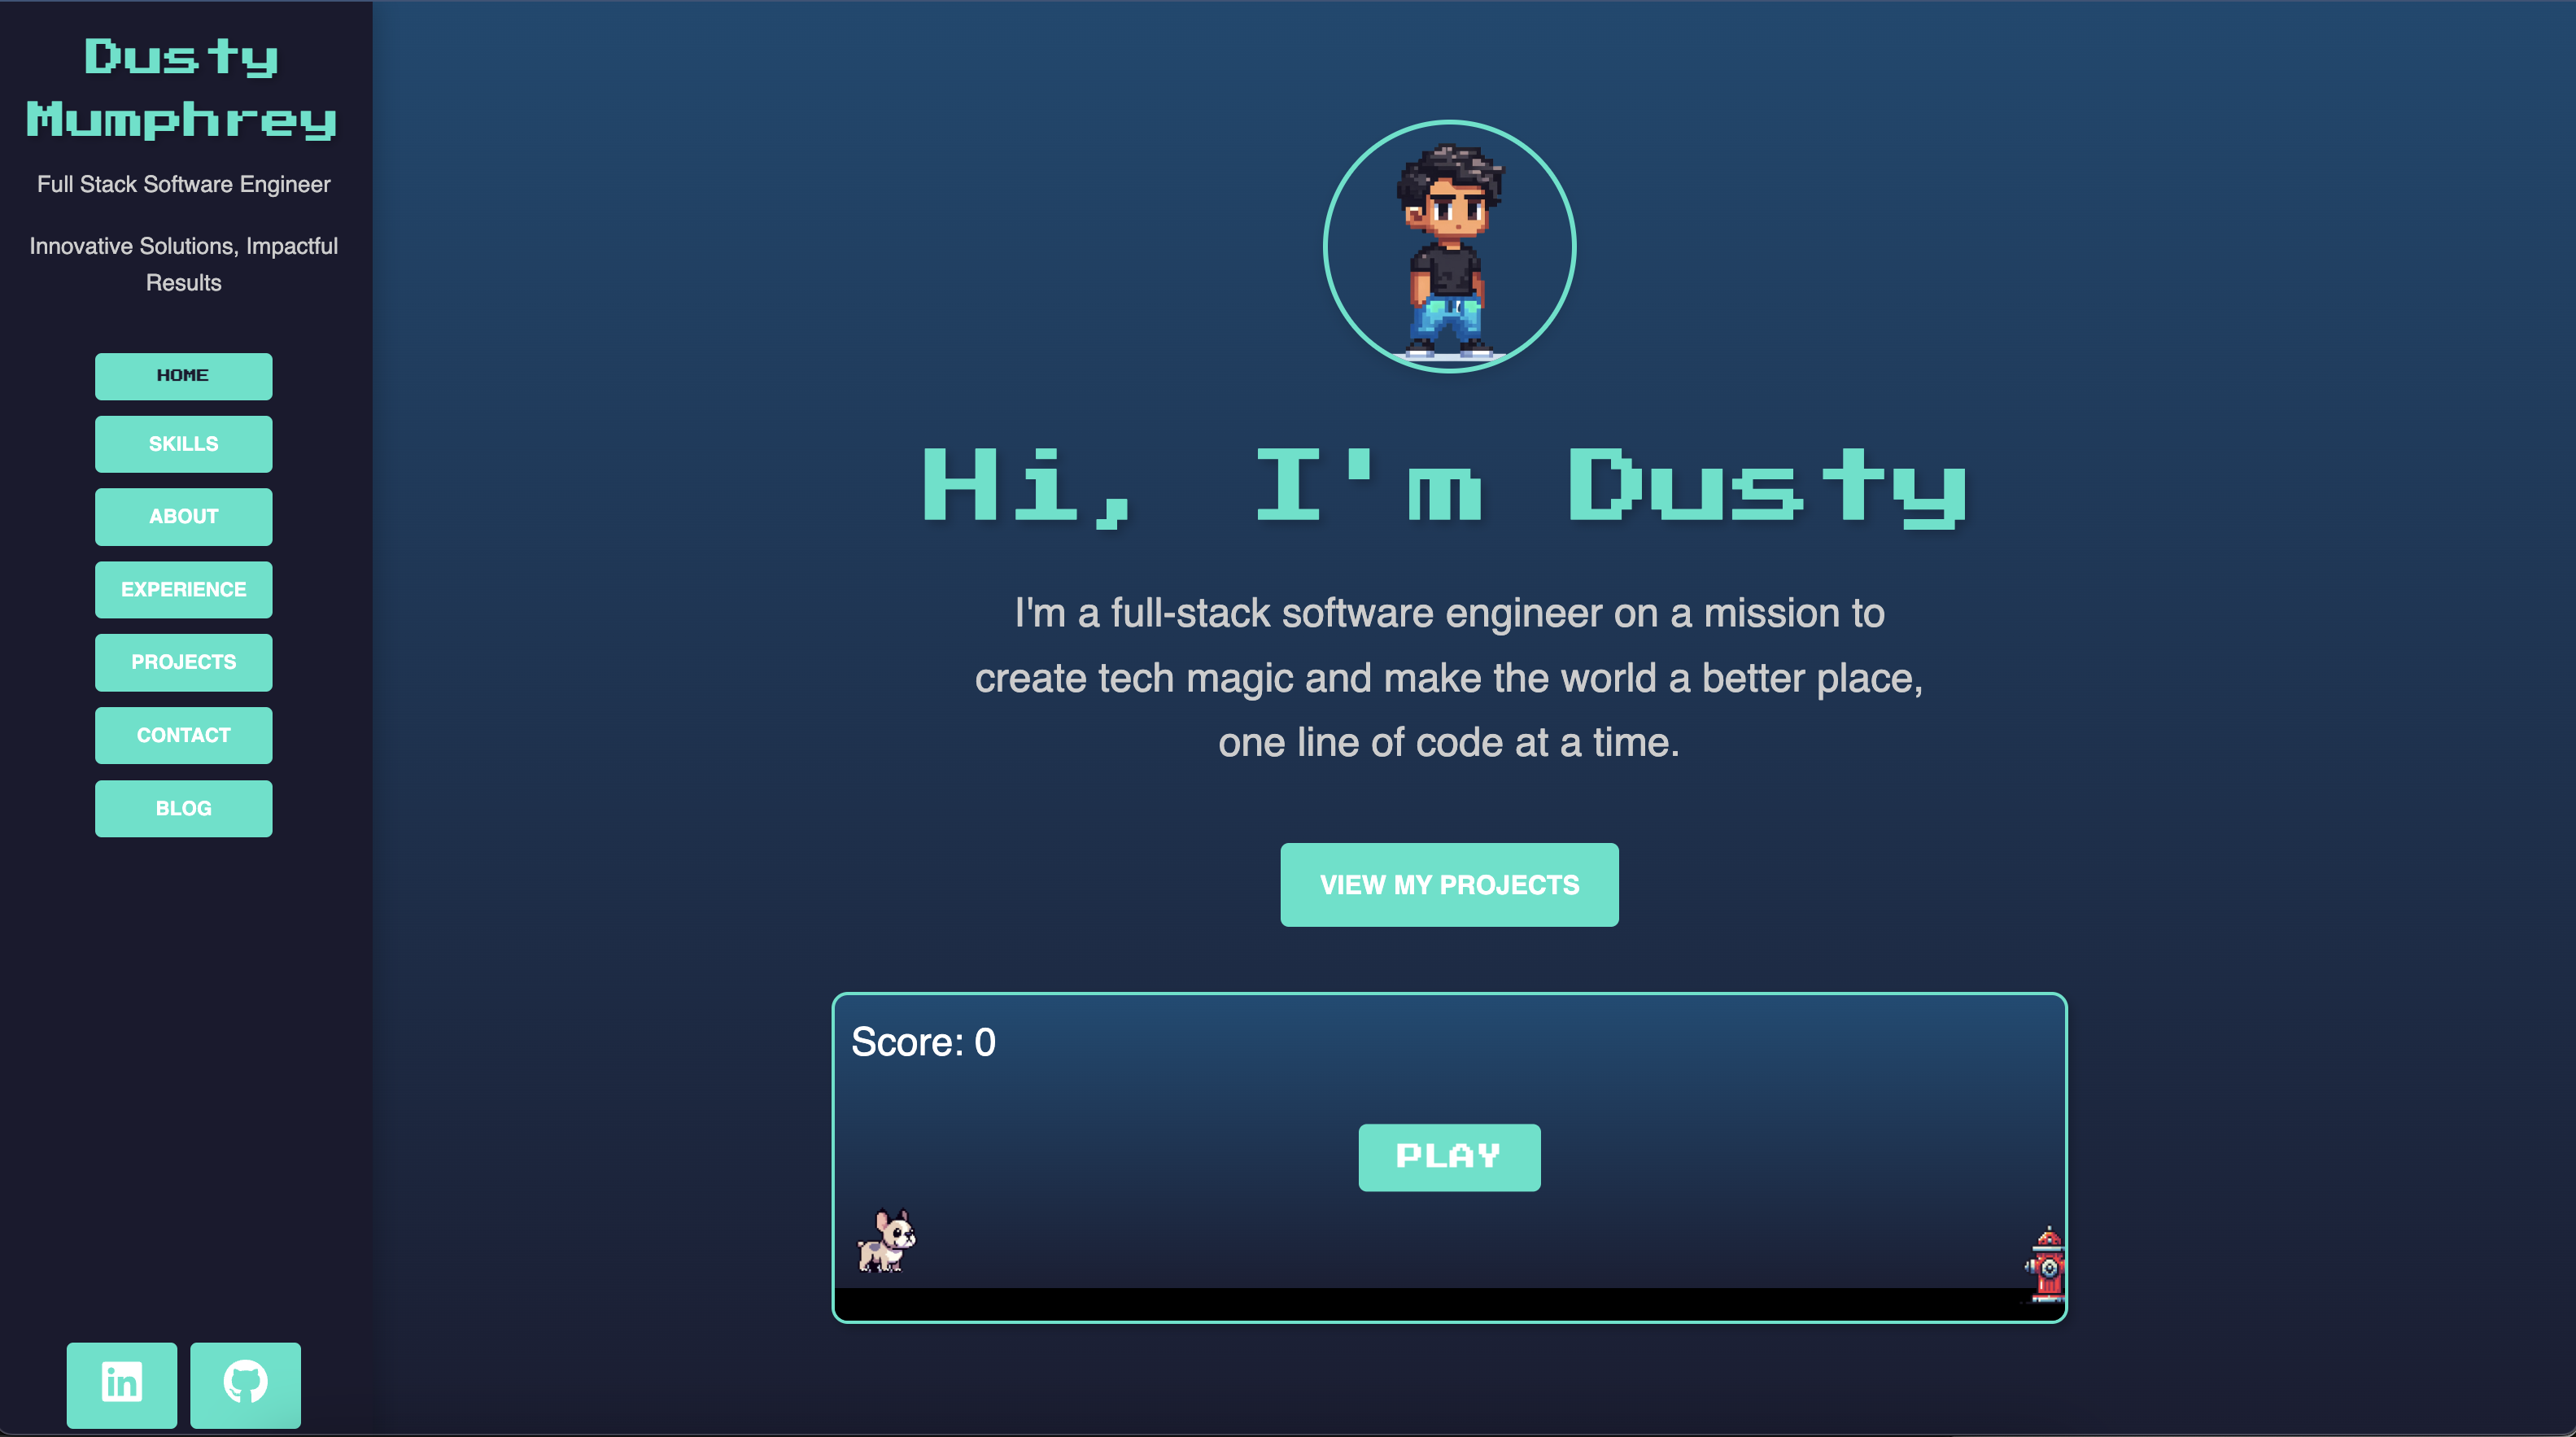 Dusty
Mumphrey
Full Stack Software Engineer
Innovative Solutions, Impactful
Results
HOME
SKILLS
ABOUT
EXPERIENCE
PROJECTS
CONTACT
BLOG
in
Hi, I'm Dusty
I'm a full-stack software engineer on a mission to
create tech magic and make the world a better place,
one line of code at a time.
VIEW MY PROJECTS
Score: 0
PLAY